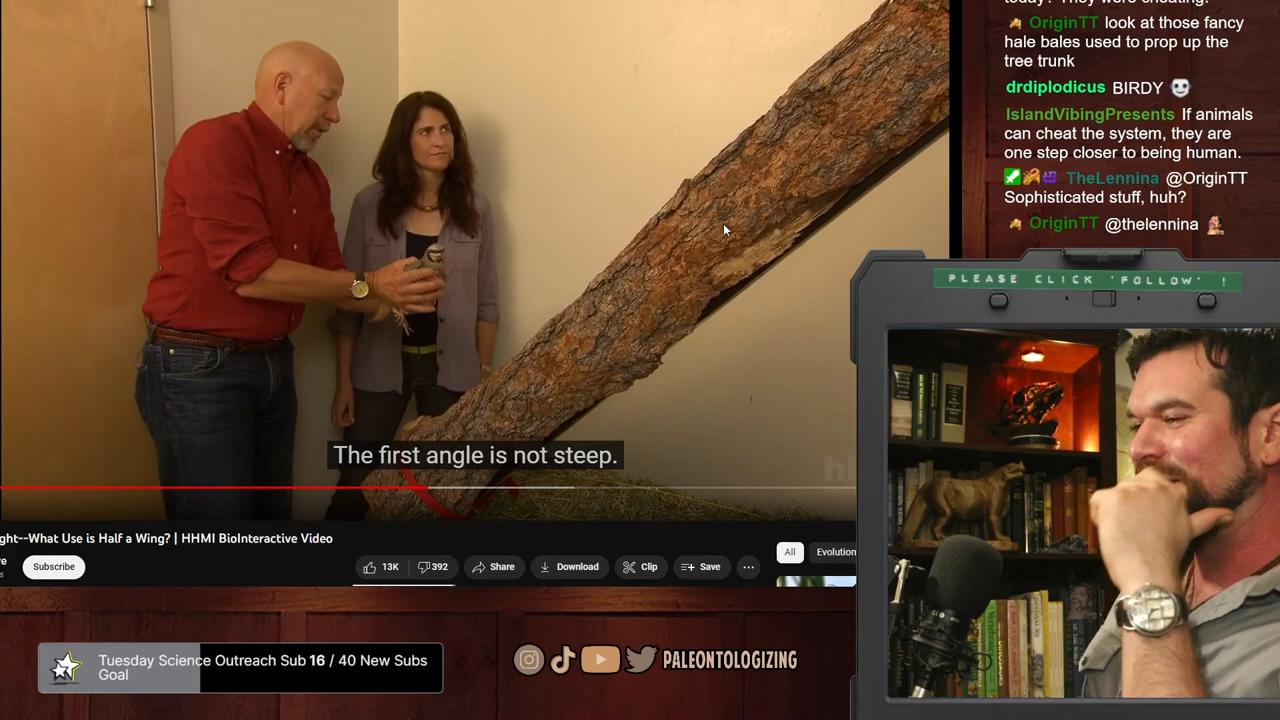 today? They were cheating.
OriginTT look at those fancy
hale bales used to prop up the
tree trunk
drdiplodicus BIRDY
IslandVibingPresents If animals
can cheat the system, they are
one step closer to being human.
TheLennina @OriginTT
Sophisticated stuff, huh?
OriginTT @thelennina
PLEASE CLICK 'FOLLOW' !
The first angle is not steep.
ght--What Use is Half a Wing? | HHMI BioInteractive Video
Subscribe
13K
392
Share
Download
Clip
Save
All
Evolution
Tuesday Science Outreach Sub 16 / 40 New Subs
Goal
PALEONTOLOGIZING